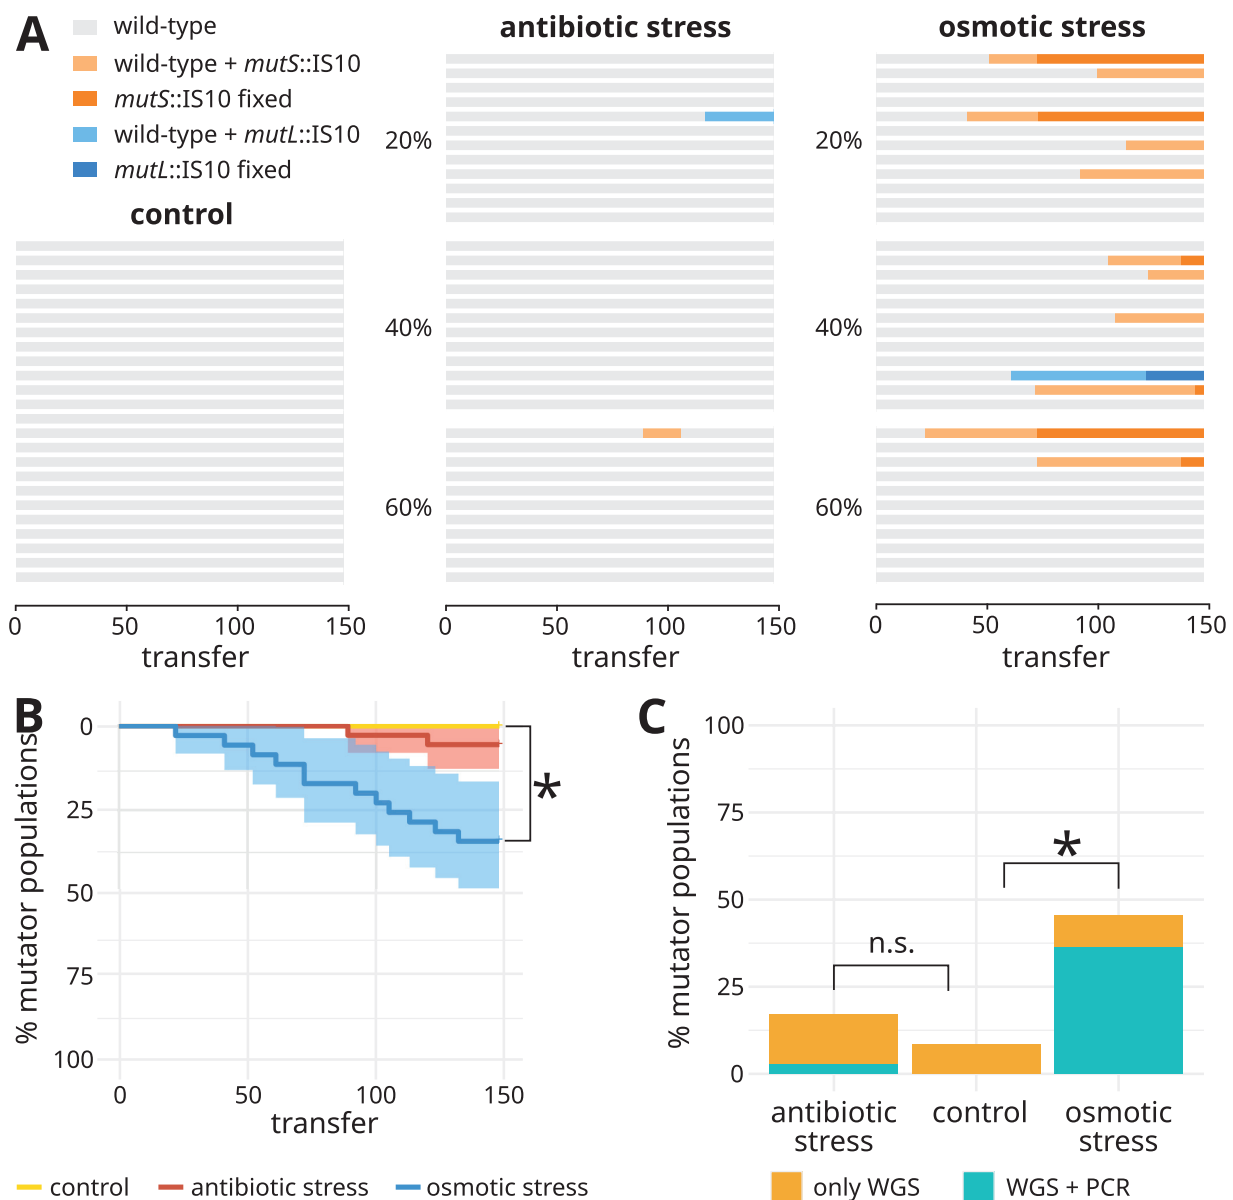 A
wild-type
wild-type + mutS::IS10
mutS::IS10 fixed
wild-type + mutL::IS10
mutL::IS10 fixed
control
0 50 100 150
transfer
antibiotic stress
20%
40%
60%
0 50 100 150
transfer
osmotic stress
20%
40%
60%
0 50 100 150
transfer
B
% mutator populations
0
25
50
75
100
0 50 100 150
transfer
*
control antibiotic stress osmotic stress
C
% mutator populations
100
75
50
25
0
n.s.
*
antibiotic stress
control
osmotic stress
only WGS WGS + PCR